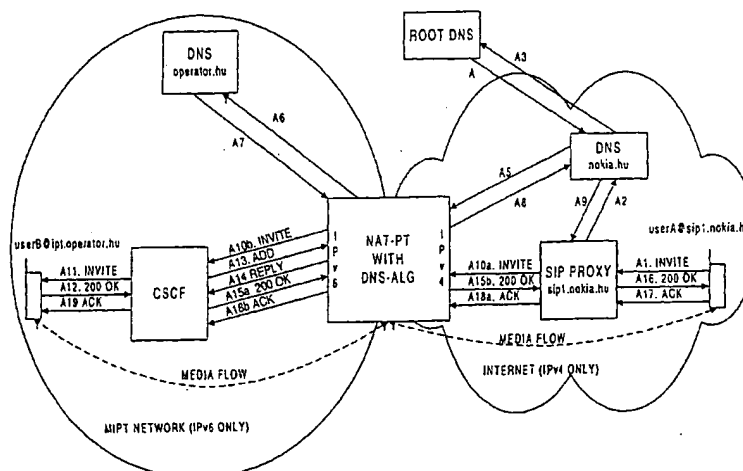 ROOT DNS
DNS
operator.hu
A3
A
A6
A7
DNS
nokia.hu
A5
A8
A9
A2
userB@ipt.operator.hu
userA@sip1.nokia.hu
NAT-PT
WITH
DNS-ALG
IPv6
IPv4
CSCF
SIP PROXY
sip1.nokia.hu
A10b. INVITE
A13. ADD
A14 REPLY
A15a 200 OK
A18b ACK
A11. INVITE
A12. 200 OK
A19 ACK
A10a. INVITE
A15b. 200 OK
A18a. ACK
A1. INVITE
A16. 200 OK
A17. ACK
MEDIA FLOW
MEDIA FLOW
INTERNET (IPv4 ONLY)
MIPT NETWORK (IPv6 ONLY)